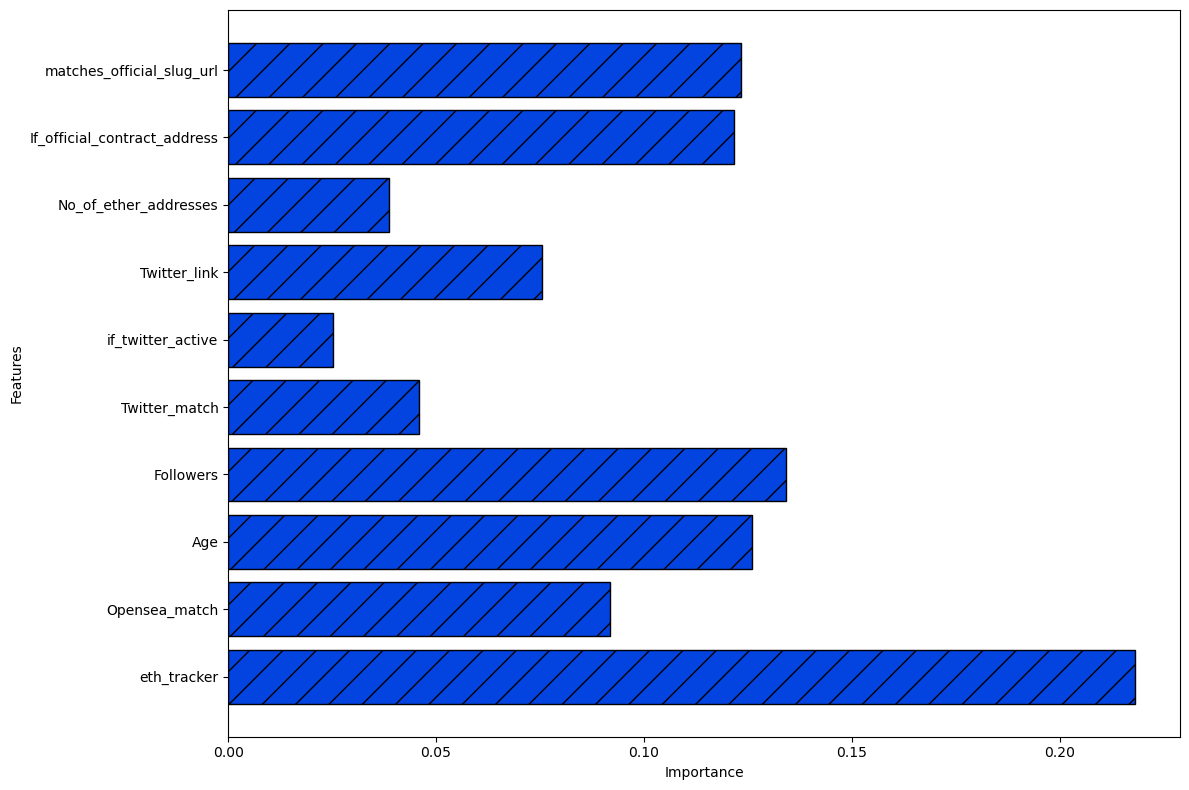 matches_official_slug_url
If_official_contract_address
No_of_ether_addresses
Twitter_link
if_twitter_active
Twitter_match
Followers
Age
Opensea_match
eth_tracker
Features
0.00 0.05 0.10 0.15 0.20
Importance